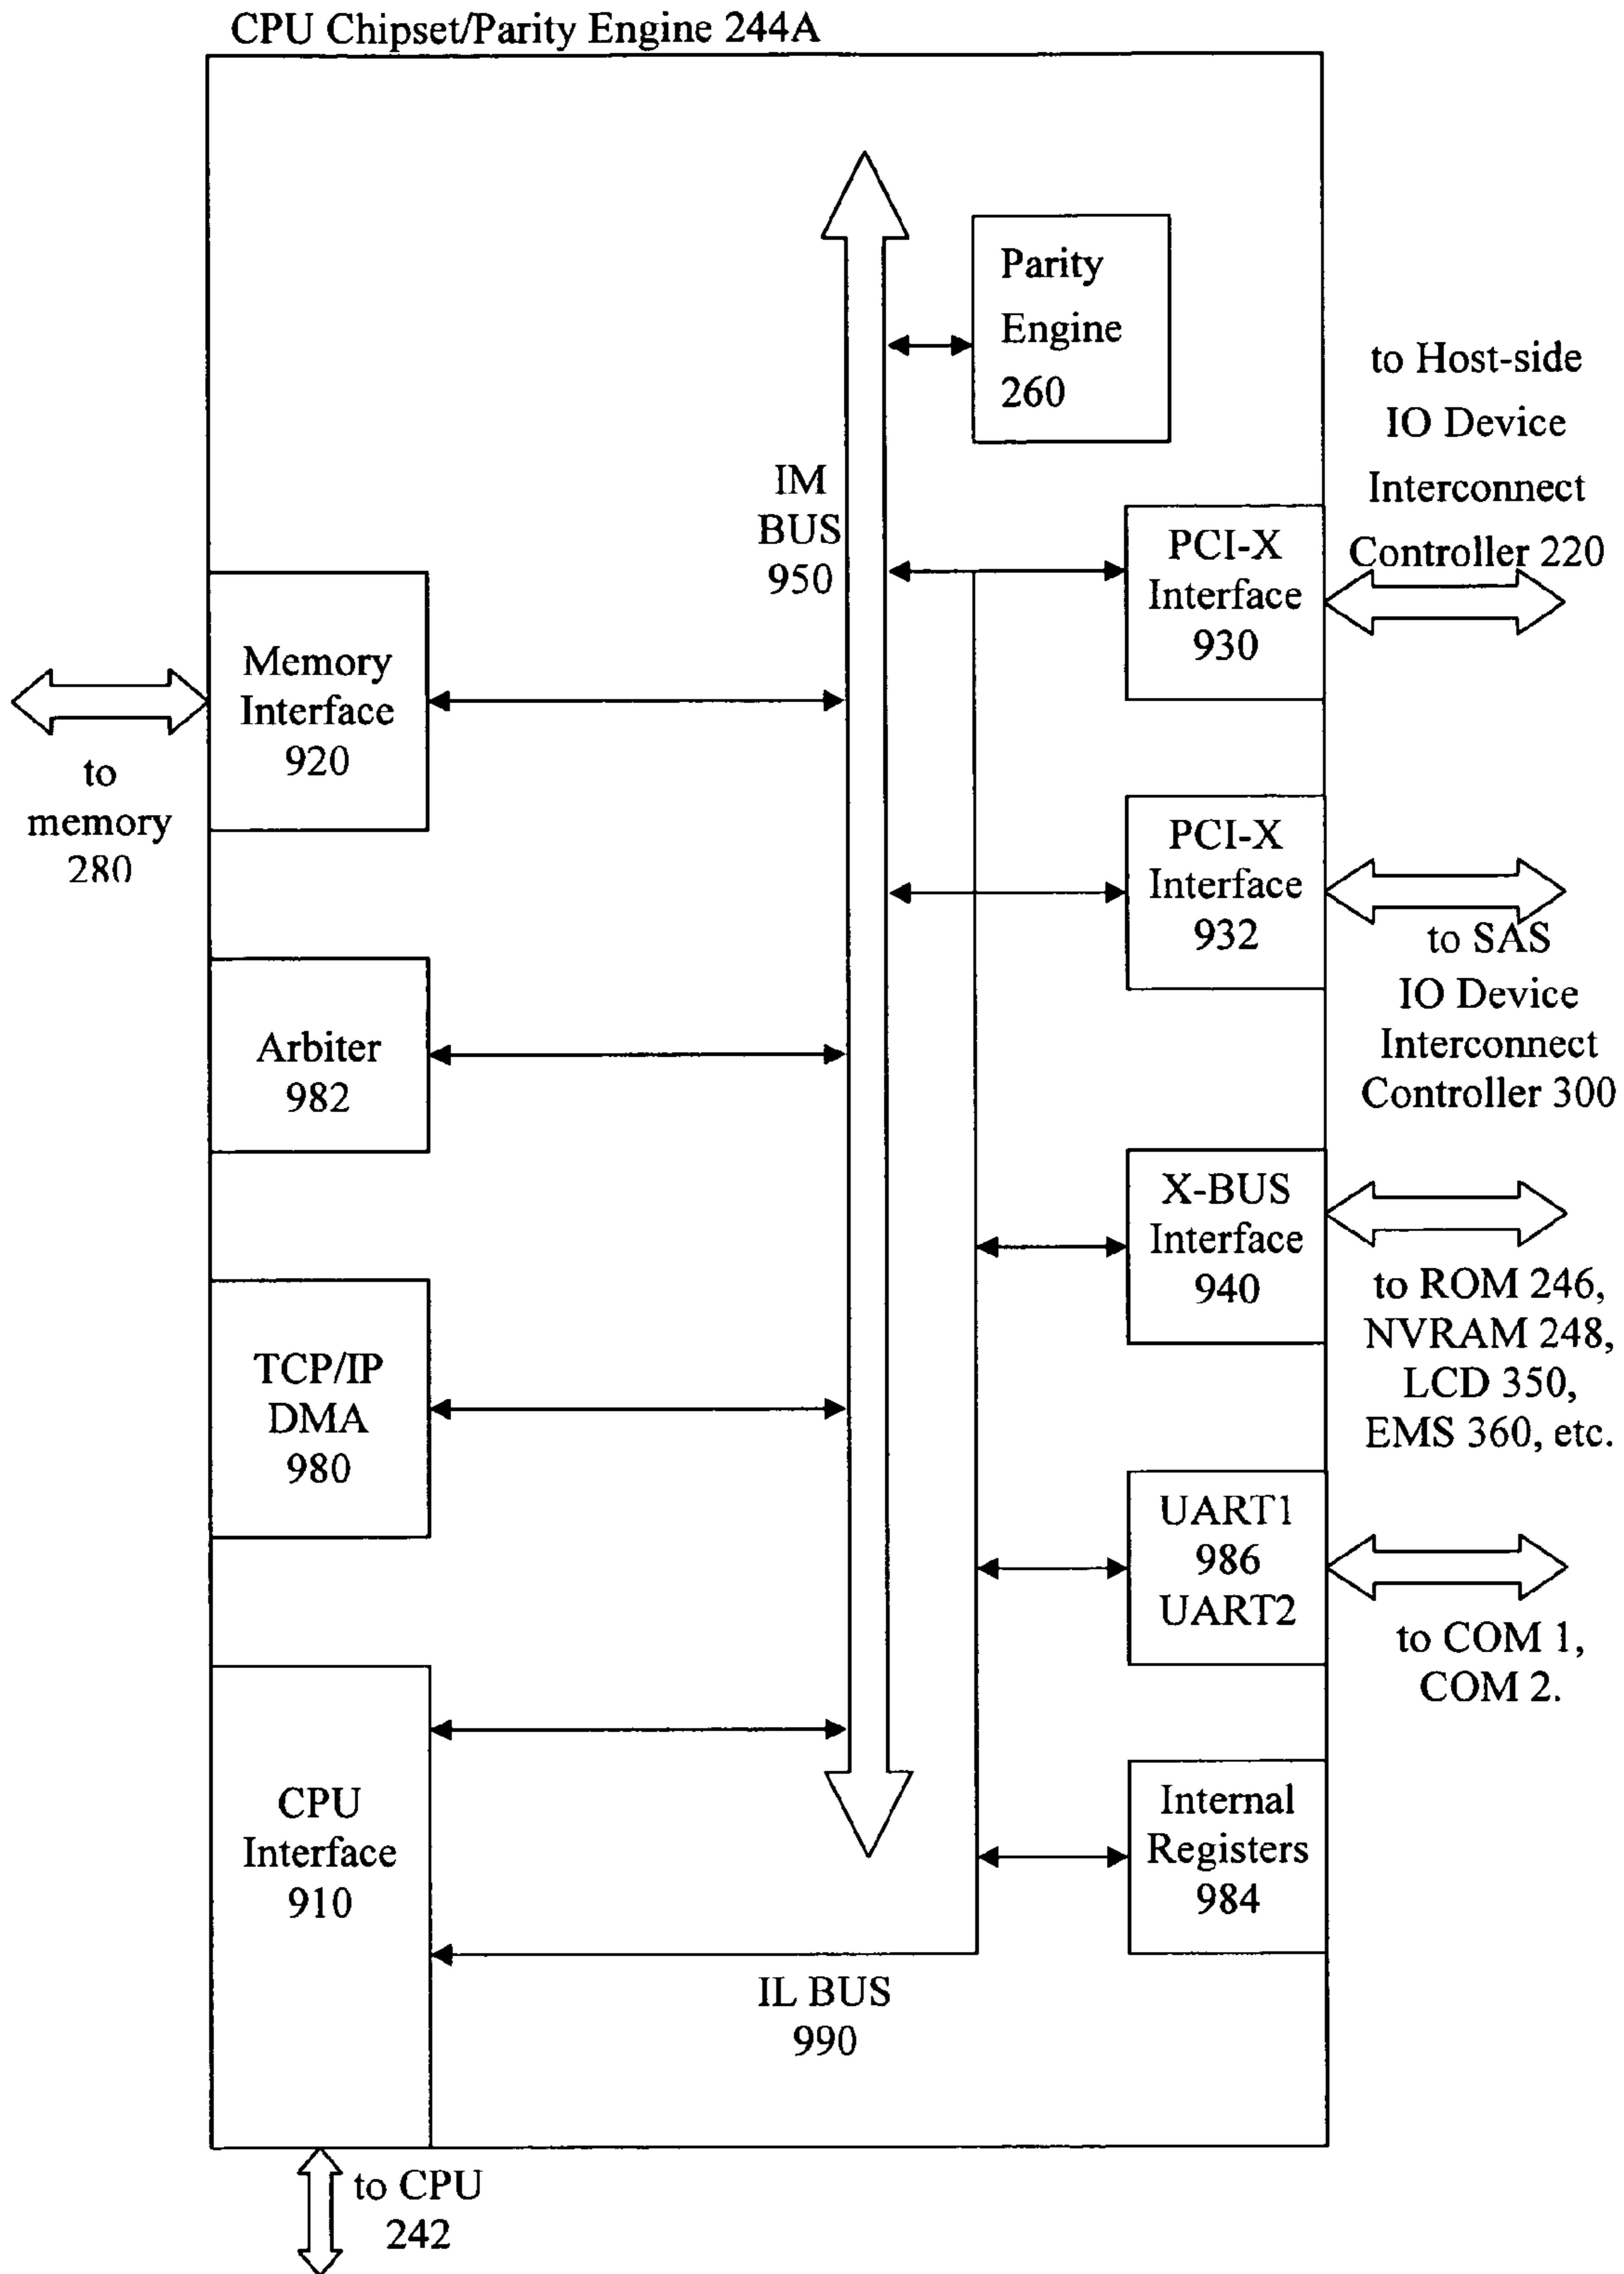 CPU Chipset/Parity Engine 244A
Parity
Engine
260
to Host-side
IO Device
Interconnect
Controller 220
IM
BUS
950
PCI-X
Interface
930
Memory
Interface
920
to
memory
280
PCI-X
Interface
932
to SAS
IO Device
Interconnect
Controller 300
Arbiter
982
X-BUS
Interface
940
to ROM 246,
NVRAM 248,
LCD 350,
EMS 360, etc.
TCP/IP
DMA
980
UART1
986
UART2
to COM 1,
COM 2.
CPU
Interface
910
Internal
Registers
984
IL BUS
990
to CPU
242